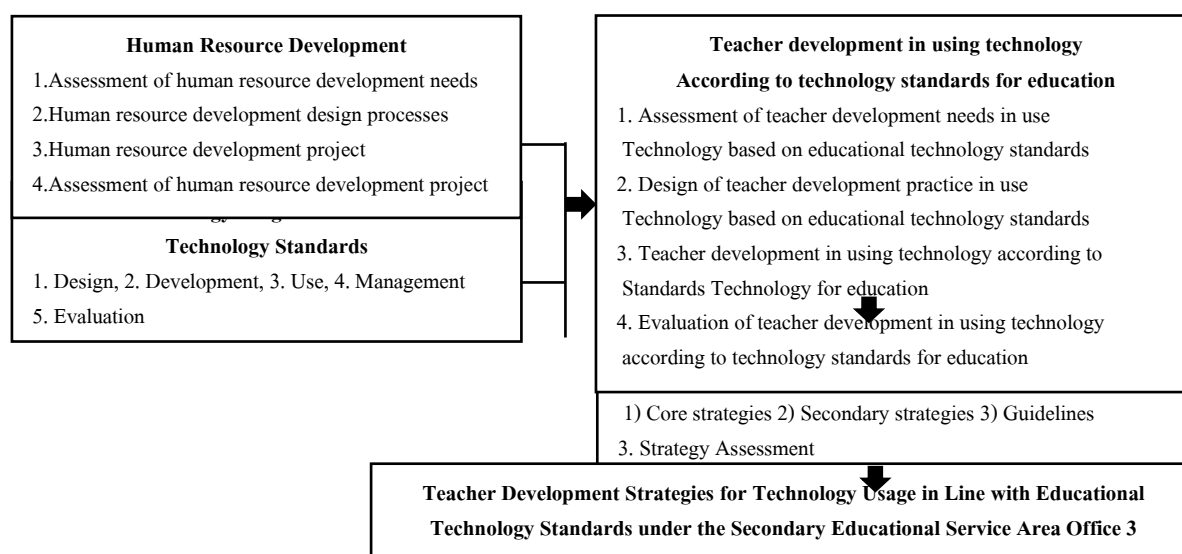 Human Resource Development
1.Assessment of human resource development needs
2.Human resource development design processes
3.Human resource development project
4.Assessment of human resource development project
Technology Standards
1. Design, 2. Development, 3. Use, 4. Management
5. Evaluation
Teacher development in using technology
According to technology standards for education
1. Assessment of teacher development needs in use
Technology based on educational technology standards
2. Design of teacher development practice in use
Technology based on educational technology standards
3. Teacher development in using technology according to
Standards Technology for education
4. Evaluation of teacher development in using technology
according to technology standards for education
1) Core strategies 2) Secondary strategies 3) Guidelines
3. Strategy Assessment
Teacher Development Strategies for Technology Usage in Line with Educational
Technology Standards under the Secondary Educational Service Area Office 3